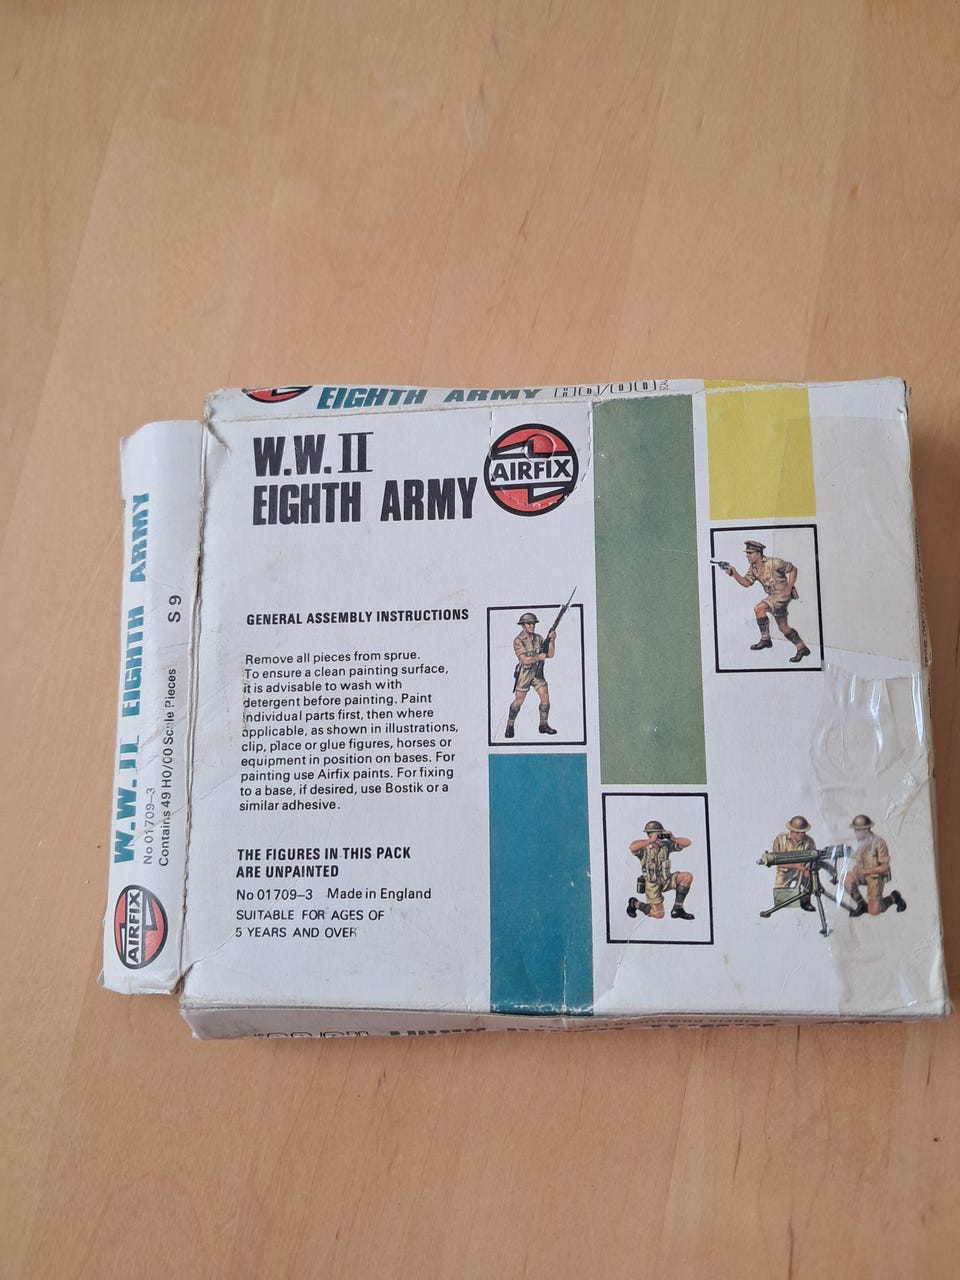 EIGHTH ARMY HO/OO
W.W. II
EIGHTH ARMY
AIRFIX
GENERAL ASSEMBLY INSTRUCTIONS
Remove all pieces from sprue.
To ensure a clean painting surface,
it is advisable to wash with
detergent before painting. Paint
individual parts first, then where
applicable, as shown in illustrations,
clip, place or glue figures, horses or
equipment in position on bases. For
painting use Airfix paints. For fixing
to a base, if desired, use Bostik or a
similar adhesive.
THE FIGURES IN THIS PACK
ARE UNPAINTED
No 01709–3 Made in England
SUITABLE FOR AGES OF
5 YEARS AND OVER
AIRFIX
W.W. II EIGHTH ARMY
No 01709–3
Contains 49 HO/OO Scale Pieces
S 9